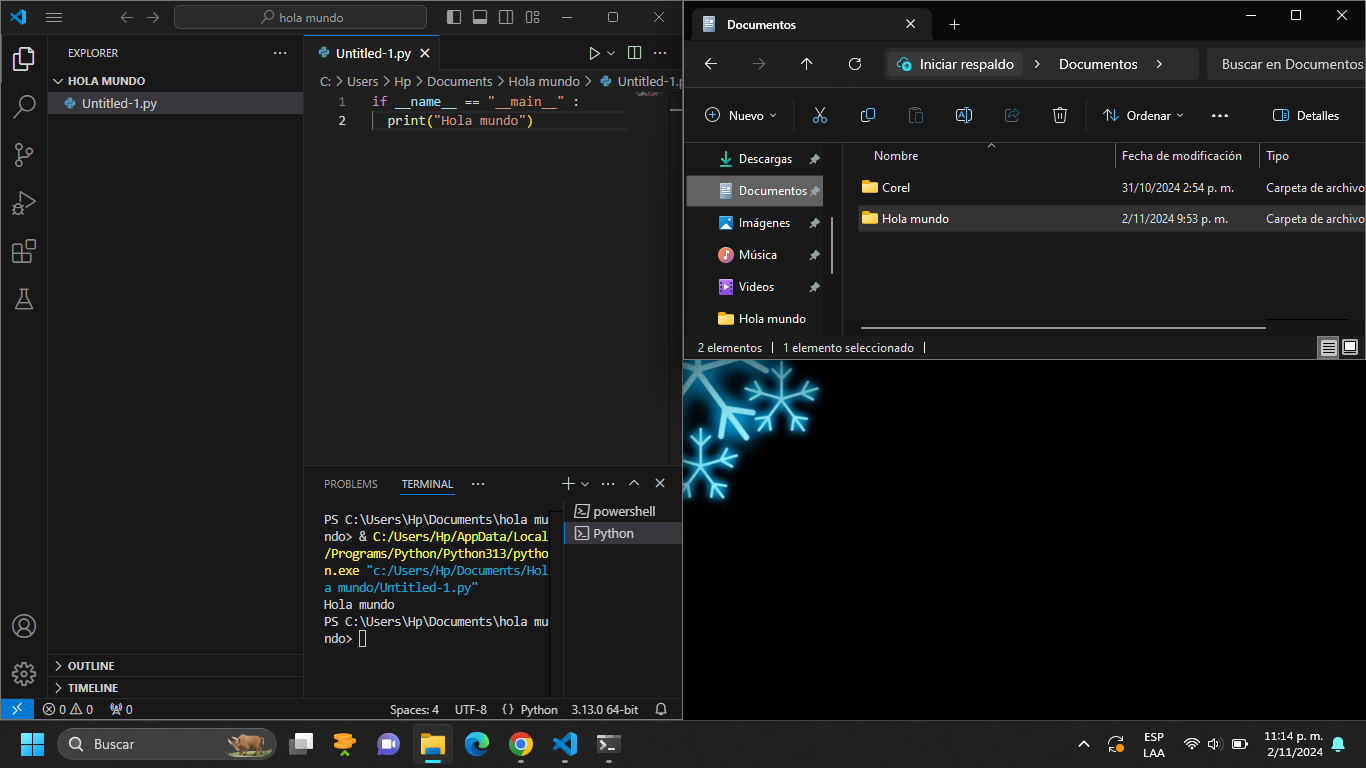 hola mundo
EXPLORER
HOLA MUNDO
Untitled-1.py
OUTLINE
TIMELINE
Untitled-1.py
C: > Users > Hp > Documents > Hola mundo > Untitled-1.p
1 if __name__ == "__main__" :
2 print("Hola mundo")
PROBLEMS TERMINAL
PS C:\Users\Hp\Documents\hola mu
ndo> & C:/Users/Hp/AppData/Local
/Programs/Python/Python313/pytho
n.exe "c:/Users/Hp/Documents/Hol
a mundo/Untitled-1.py"
Hola mundo
PS C:\Users\Hp\Documents\hola mu
ndo>
powershell
Python
0 0 0 Spaces: 4 UTF-8 {} Python 3.13.0 64-bit
Documentos
Iniciar respaldo > Documentos >
Buscar en Documentos
Nuevo Ordenar Detalles
Descargas
Documentos
Imágenes
Música
Videos
Hola mundo
Nombre Fecha de modificación Tipo
Corel 31/10/2024 2:54 p. m. Carpeta de archivo
Hola mundo 2/11/2024 9:53 p. m. Carpeta de archivo
2 elementos | 1 elemento seleccionado |
Buscar
ESP
LAA
11:14 p. m.
2/11/2024